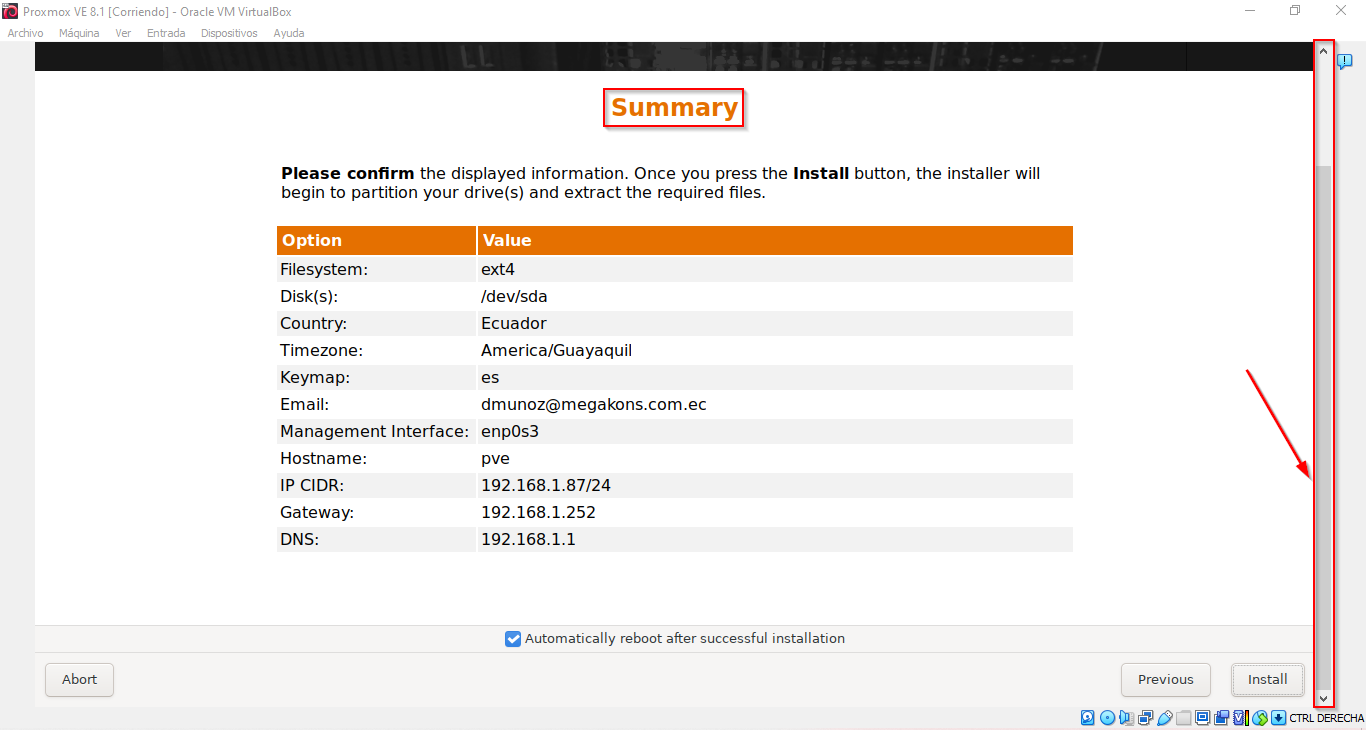 Proxmox VE 8.1 [Corriendo] - Oracle VM VirtualBox
Archivo Máquina Ver Entrada Dispositivos Ayuda
Summary
Please confirm the displayed information. Once you press the Install button, the installer will
begin to partition your drive(s) and extract the required files.
Option Value
Filesystem: ext4
Disk(s): /dev/sda
Country: Ecuador
Timezone: America/Guayaquil
Keymap: es
Email: dmunoz@megakons.com.ec
Management Interface: enp0s3
Hostname: pve
IP CIDR: 192.168.1.87/24
Gateway: 192.168.1.252
DNS: 192.168.1.1
Automatically reboot after successful installation
Abort Previous Install
CTRL DERECHA